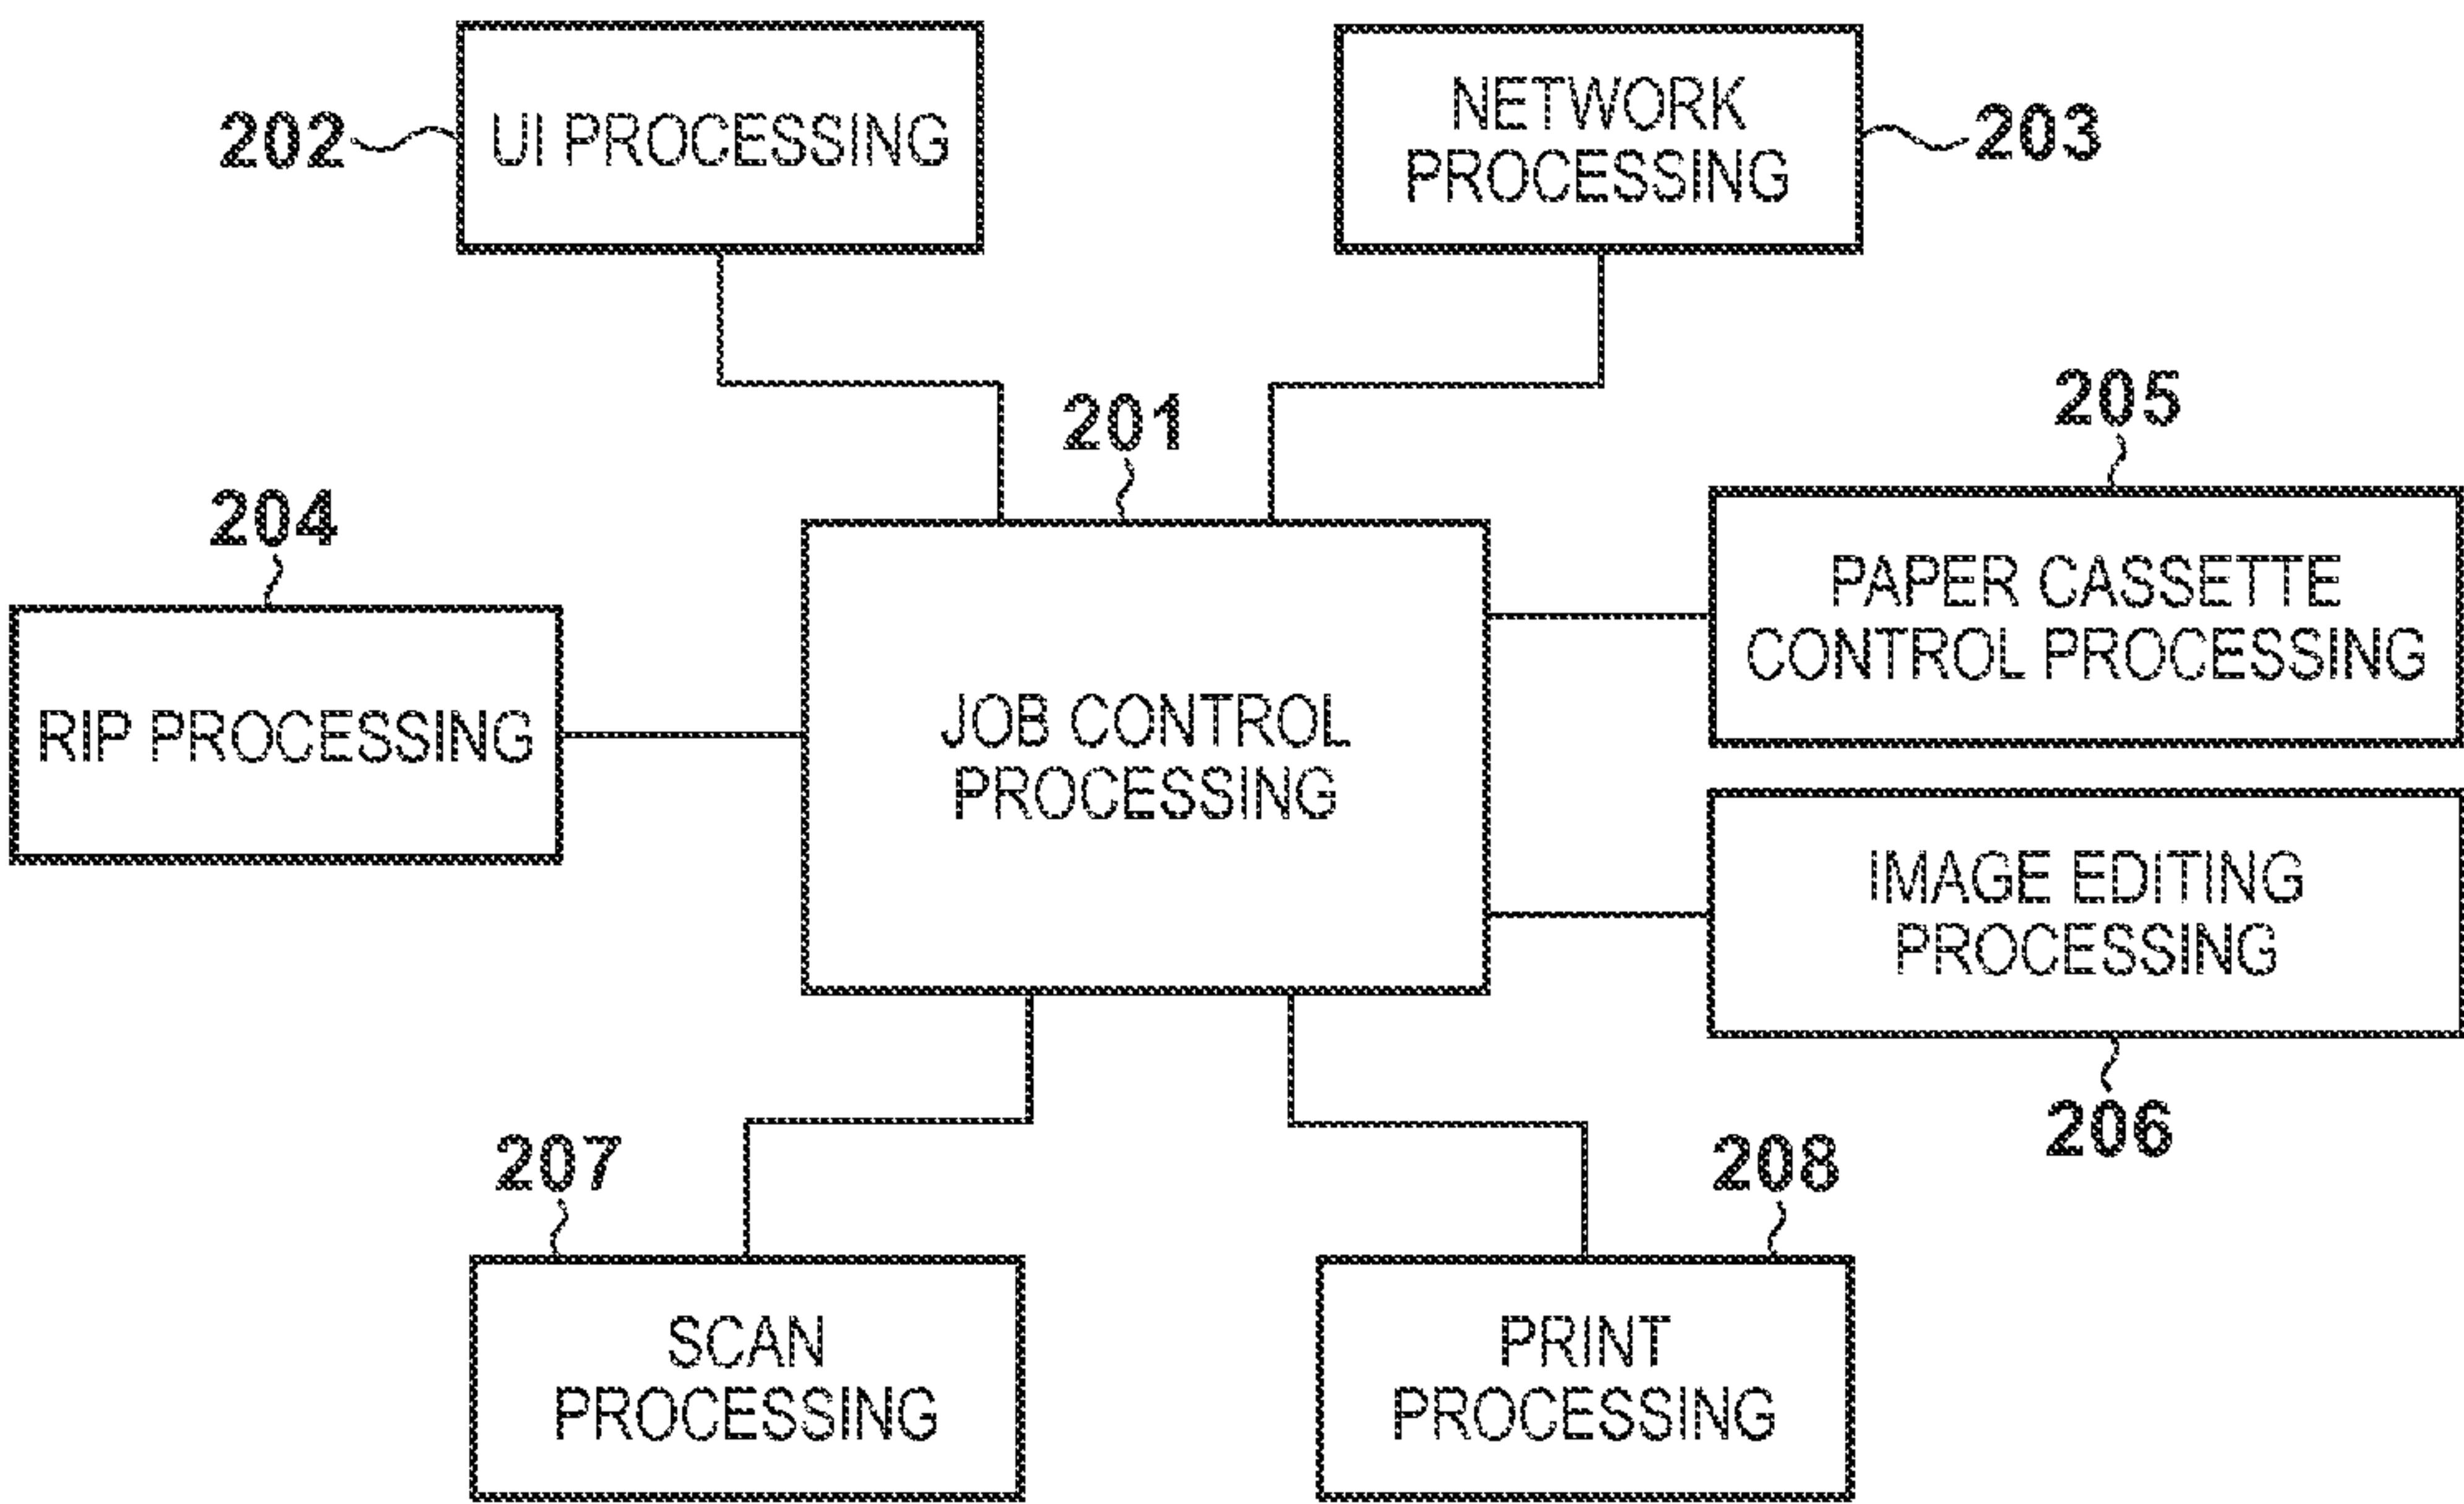 202
UI PROCESSING
NETWORK
PROCESSING
203
201
204
205
RIP PROCESSING
JOB CONTROL
PROCESSING
PAPER CASSETTE
CONTROL PROCESSING
IMAGE EDITING
PROCESSING
206
207
208
SCAN
PROCESSING
PRINT
PROCESSING